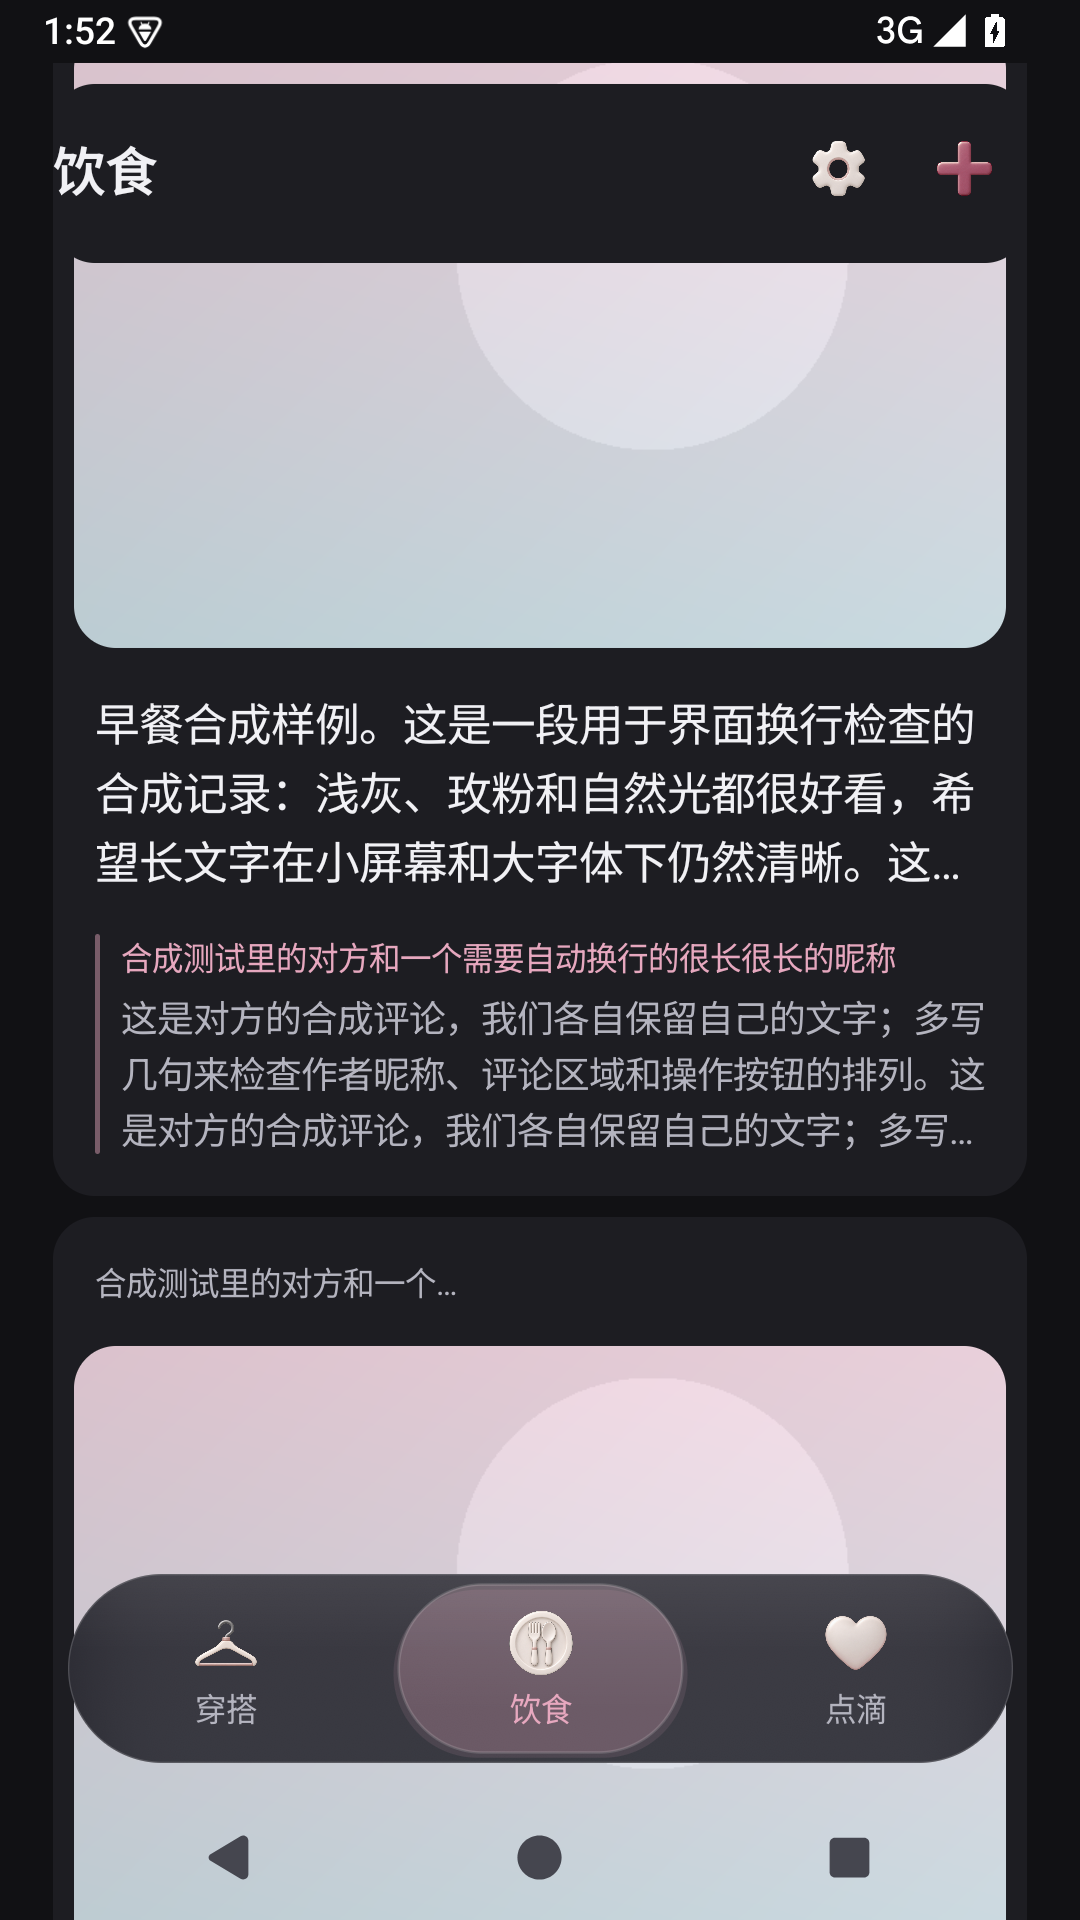 1:52
3G
饮食
早餐合成样例。这是一段用于界面换行检查的
合成记录：浅灰、玫粉和自然光都很好看，希
望长文字在小屏幕和大字体下仍然清晰。这...
合成测试里的对方和一个需要自动换行的很长很长的昵称
这是对方的合成评论，我们各自保留自己的文字；多写
几句来检查作者昵称、评论区域和操作按钮的排列。这
是对方的合成评论，我们各自保留自己的文字；多写...
合成测试里的对方和一个...
穿搭
饮食
点滴